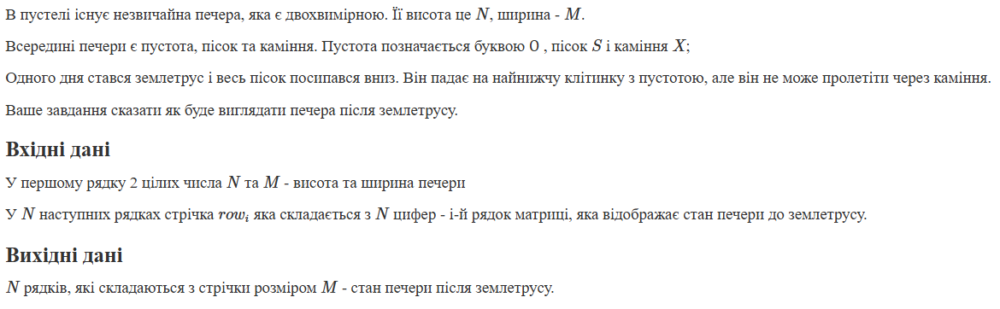 В пустелі існує незвичайна печера, яка є двохвимірною. Її висота це N, ширина - M.
Всередині печери є пустота, пісок та каміння. Пустота позначається буквою O , пісок S і каміння X;
Одного дня стався землетрус і весь пісок посипався вниз. Він падає на найнижчу клітинку з пустотою, але він не може пролетіти через каміння.
Ваше завдання сказати як буде виглядати печера після землетрусу.
Вхідні дані
У першому рядку 2 цілих числа N та M - висота та ширина печери
У N наступних рядках стрічка row_i яка складається з N цифер - і-й рядок матриці, яка відображає стан печери до землетрусу.
Вихідні дані
N рядків, які складаються з стрічки розміром M - стан печери після землетрусу.